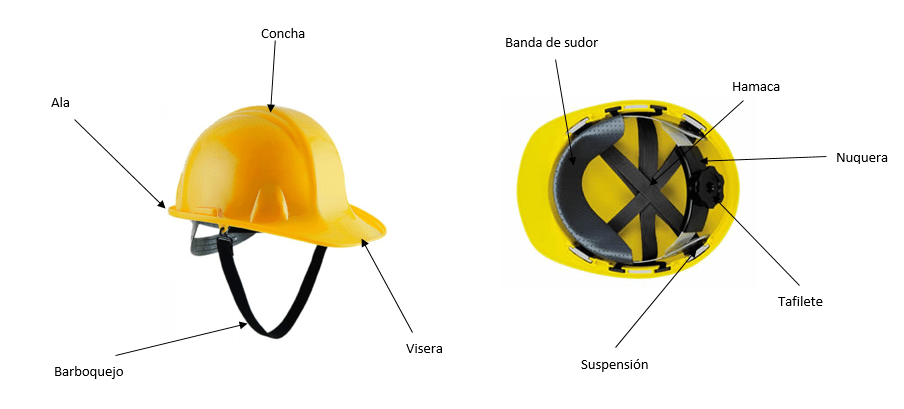 Concha
Banda de sudor
Hamaca
Ala
Nuquera
Tafilete
Visera
Suspensión
Barboquejo